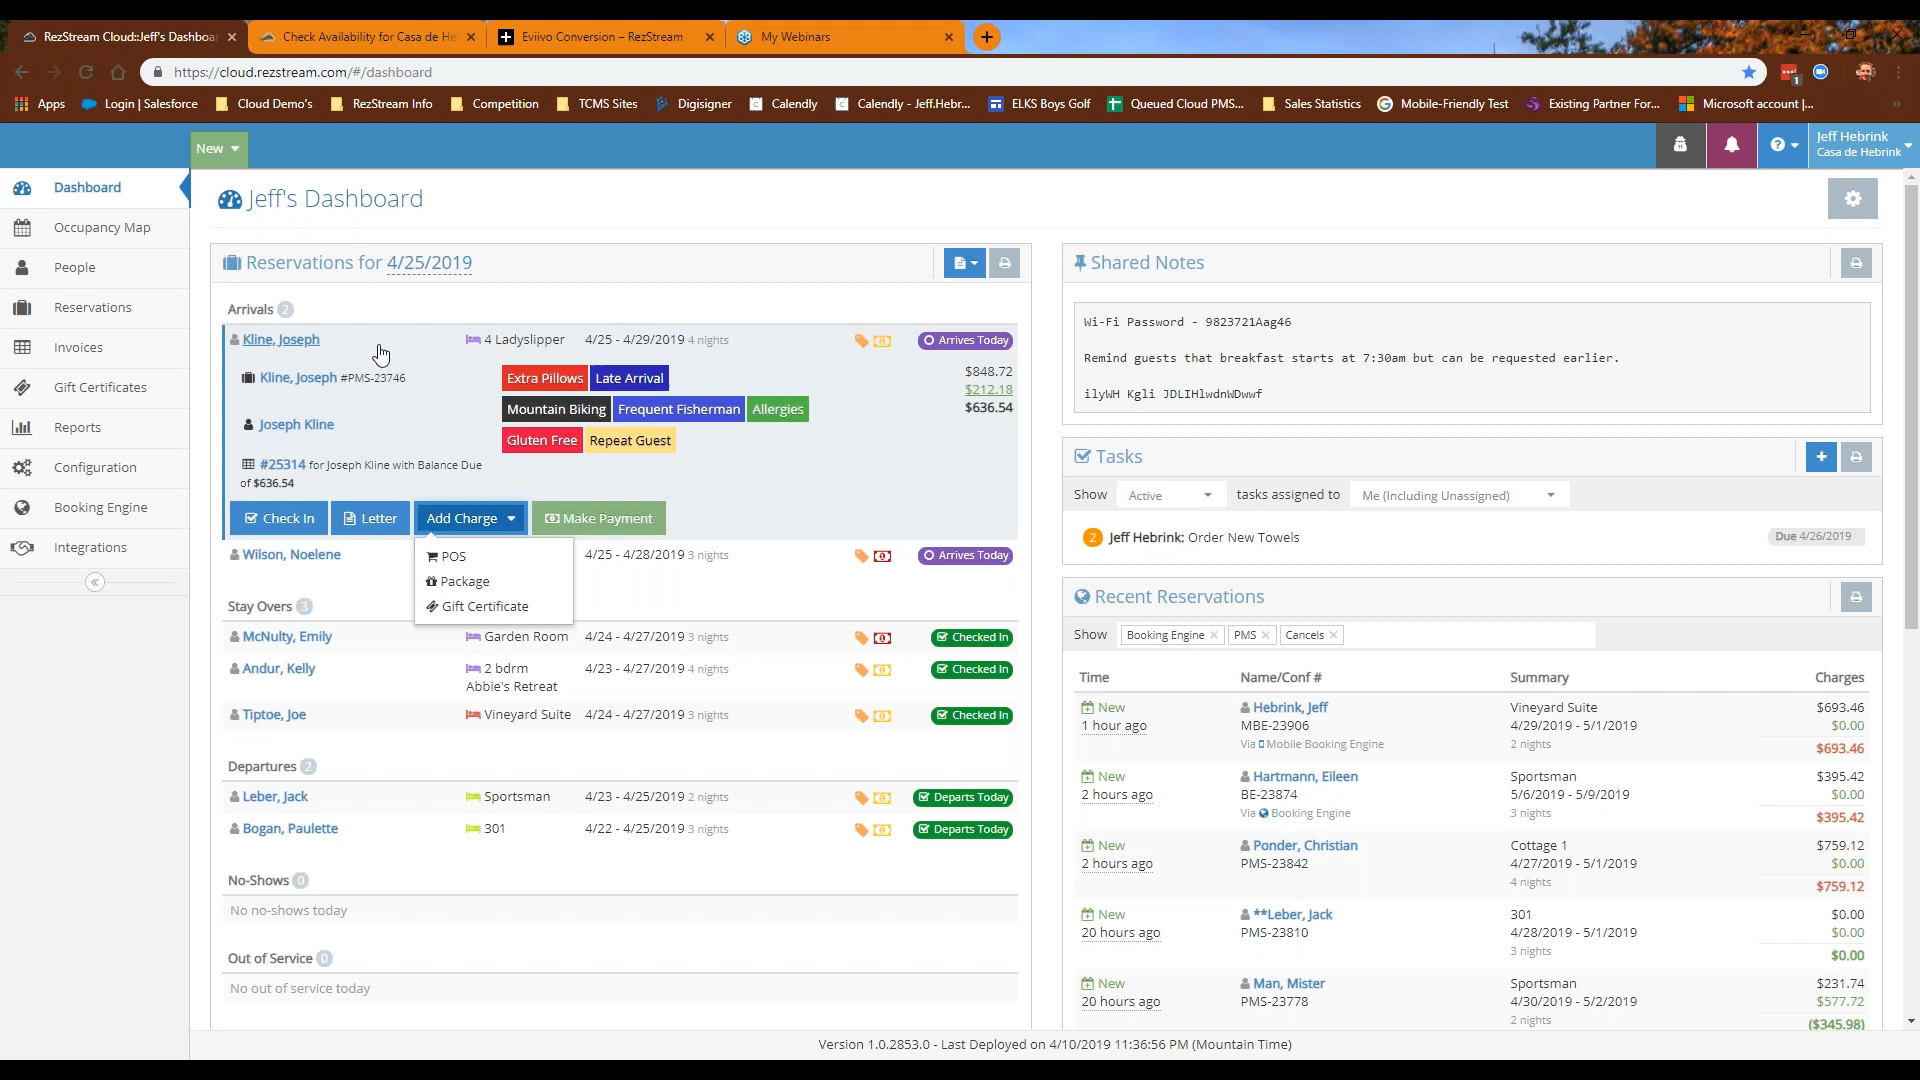 RezStream Cloud::Jeff's Dashboar
Check Availability for Casa de He
Eviivo Conversion – RezStream
My Webinars
https://cloud.rezstream.com/#/dashboard
1
Apps
Login | Salesforce
Cloud Demo's
RezStream Info
Competition
TCMS Sites
Digisigner
Calendly
Calendly - Jeff.Hebr...
ELKS Boys Golf
Queued Cloud PMS...
Sales Statistics
Mobile-Friendly Test
Existing Partner For...
Microsoft account |...
New
Jeff Hebrink
Casa de Hebrink
Dashboard
Occupancy Map
People
Reservations
Invoices
Gift Certificates
Reports
Configuration
Booking Engine
Integrations
Jeff's Dashboard
Reservations for 4/25/2019
Arrivals 2
Kline, Joseph 4 Ladyslipper 4/25 - 4/29/2019 4 nights Arrives Today
Kline, Joseph #PMS-23746
Joseph Kline
#25314 for Joseph Kline with Balance Due
of $636.54
Extra Pillows Late Arrival
Mountain Biking Frequent Fisherman Allergies
Gluten Free Repeat Guest
$848.72
$212.18
$636.54
Check In Letter Add Charge Make Payment
POS
Package
Gift Certificate
Wilson, Noelene 4/25 - 4/28/2019 3 nights Arrives Today
Stay Overs 3
McNulty, Emily Garden Room 4/24 - 4/27/2019 3 nights Checked In
Andur, Kelly 2 bdrm 4/23 - 4/27/2019 4 nights Checked In
Abbie's Retreat
Tiptoe, Joe Vineyard Suite 4/24 - 4/27/2019 3 nights Checked In
Departures 2
Leber, Jack Sportsman 4/23 - 4/25/2019 2 nights Departs Today
Bogan, Paulette 301 4/22 - 4/25/2019 3 nights Departs Today
No-Shows 0
No no-shows today
Out of Service 0
No out of service today
Shared Notes
Wi-Fi Password - 9823721Aag46
Remind guests that breakfast starts at 7:30am but can be requested earlier.
ilyWH Kgli JDLIHlwdnWDwwf
Tasks
Show Active tasks assigned to Me (Including Unassigned)
2 Jeff Hebrink: Order New Towels Due 4/26/2019
Recent Reservations
Show Booking Engine PMS Cancels
Time Name/Conf # Summary Charges
New Hebrink, Jeff Vineyard Suite $693.46
1 hour ago MBE-23906 4/29/2019 - 5/1/2019 $0.00
Via Mobile Booking Engine 2 nights $693.46
New Hartmann, Eileen Sportsman $395.42
2 hours ago BE-23874 5/6/2019 - 5/9/2019 $0.00
Via Booking Engine 3 nights $395.42
New Ponder, Christian Cottage 1 $759.12
2 hours ago PMS-23842 4/27/2019 - 5/1/2019 $0.00
4 nights $759.12
New **Leber, Jack 301 $0.00
20 hours ago PMS-23810 4/28/2019 - 5/1/2019 $0.00
3 nights $0.00
New Man, Mister Sportsman $231.74
20 hours ago PMS-23778 4/30/2019 - 5/2/2019 $577.72
2 nights ($345.98)
Version 1.0.2853.0 - Last Deployed on 4/10/2019 11:36:56 PM (Mountain Time)